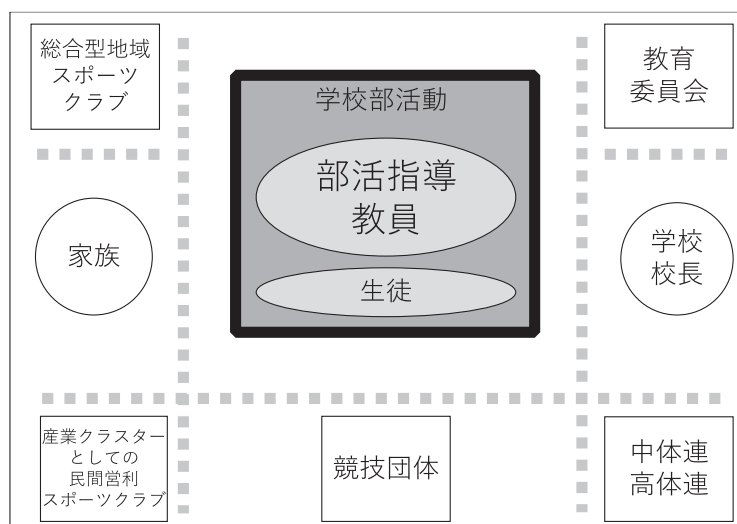 総合型地域
スポーツ
クラブ
学校部活動
部活指導
教員
生徒
教育
委員会
家族
学校
校長
産業クラスター
としての
民間営利
スポーツクラブ
競技団体
中体連
高体連